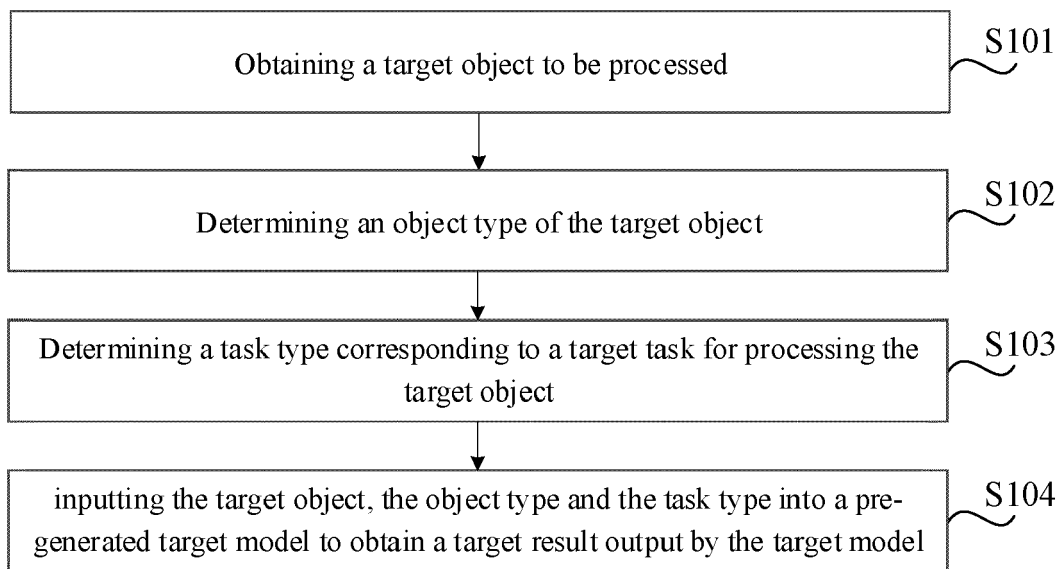 Obtaining a target object to be processed
S101
Determining an object type of the target object
S102
Determining a task type corresponding to a target task for processing the
target object
S103
inputting the target object, the object type and the task type into a pre-
generated target model to obtain a target result output by the target model
S104